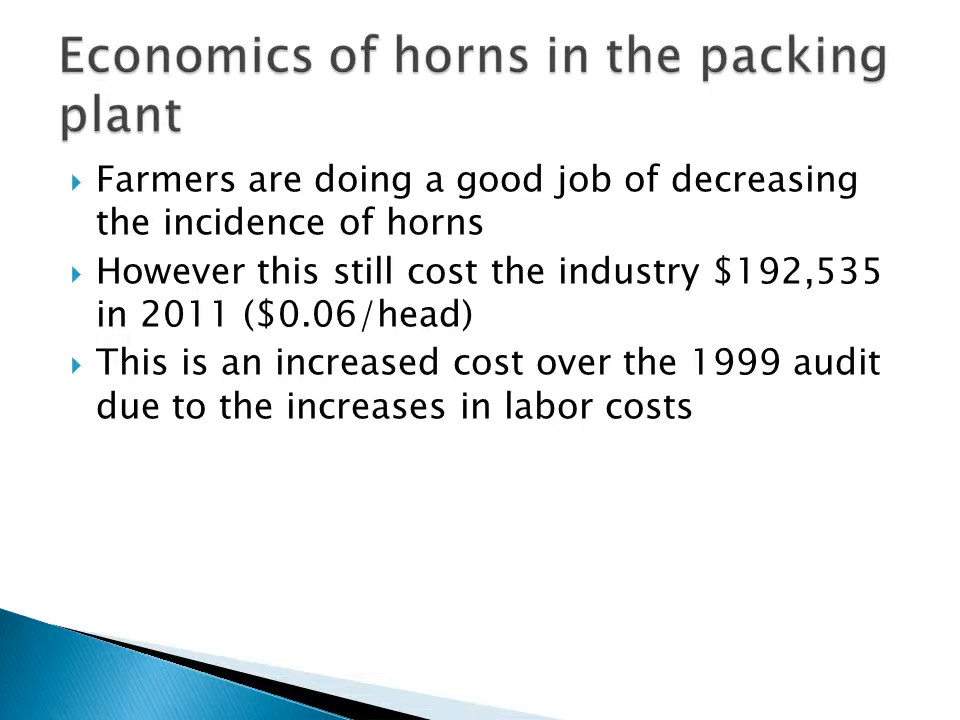 Economics of horns in the packing
plant
Farmers are doing a good job of decreasing
the incidence of horns
However this still cost the industry $192,535
in 2011 ($0.06/head)
This is an increased cost over the 1999 audit
due to the increases in labor costs